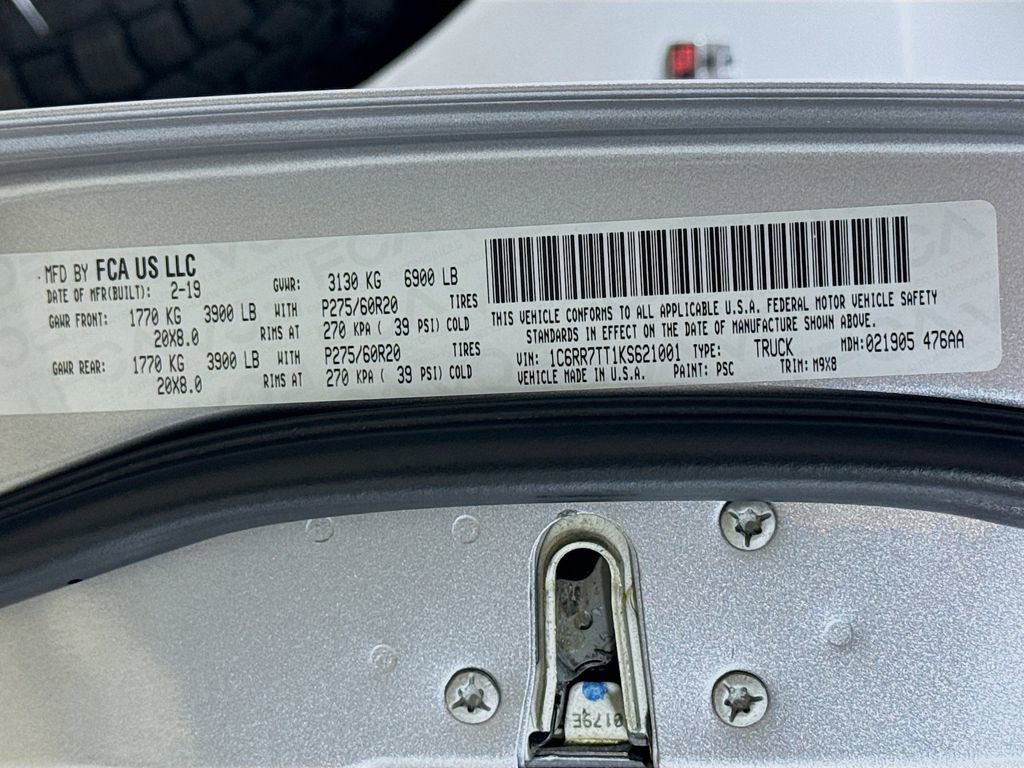 MFD BY FCA US LLC
DATE OF MFR(BUILT): 2-19 GVWR: 3130 KG 6900 LB
GAWR FRONT: 1770 KG 3900 LB WITH P275/60R20 TIRES
20X8.0 RIMS AT 270 KPA ( 39 PSI) COLD
GAWR REAR: 1770 KG 3900 LB WITH P275/60R20 TIRES
20X8.0 RIMS AT 270 KPA ( 39 PSI) COLD
THIS VEHICLE CONFORMS TO ALL APPLICABLE U.S.A. FEDERAL MOTOR VEHICLE SAFETY
STANDARDS IN EFFECT ON THE DATE OF MANUFACTURE SHOWN ABOVE.
VIN: 1C6RR7TT1KS621001 TYPE: TRUCK MDH:021905 476AA
VEHICLE MADE IN U.S.A. PAINT: PSC TRIM: M9X8
0179E